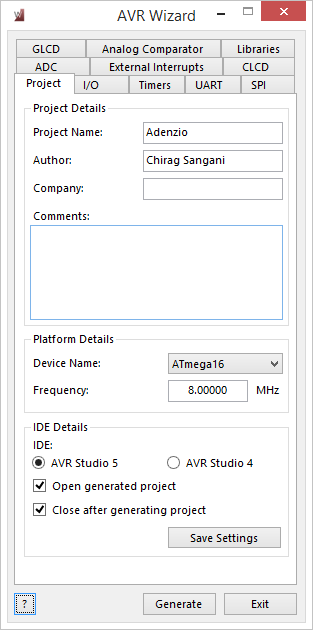 AVR Wizard
GLCD Analog Comparator Libraries
ADC External Interrupts CLCD
Project I/O Timers UART SPI
Project Details
Project Name: Adenzio
Author: Chirag Sangani
Company:
Comments:
Platform Details
Device Name: ATmega16
Frequency: 8.00000 MHz
IDE Details
IDE:
AVR Studio 5 AVR Studio 4
Open generated project
Close after generating project
Save Settings
? Generate Exit